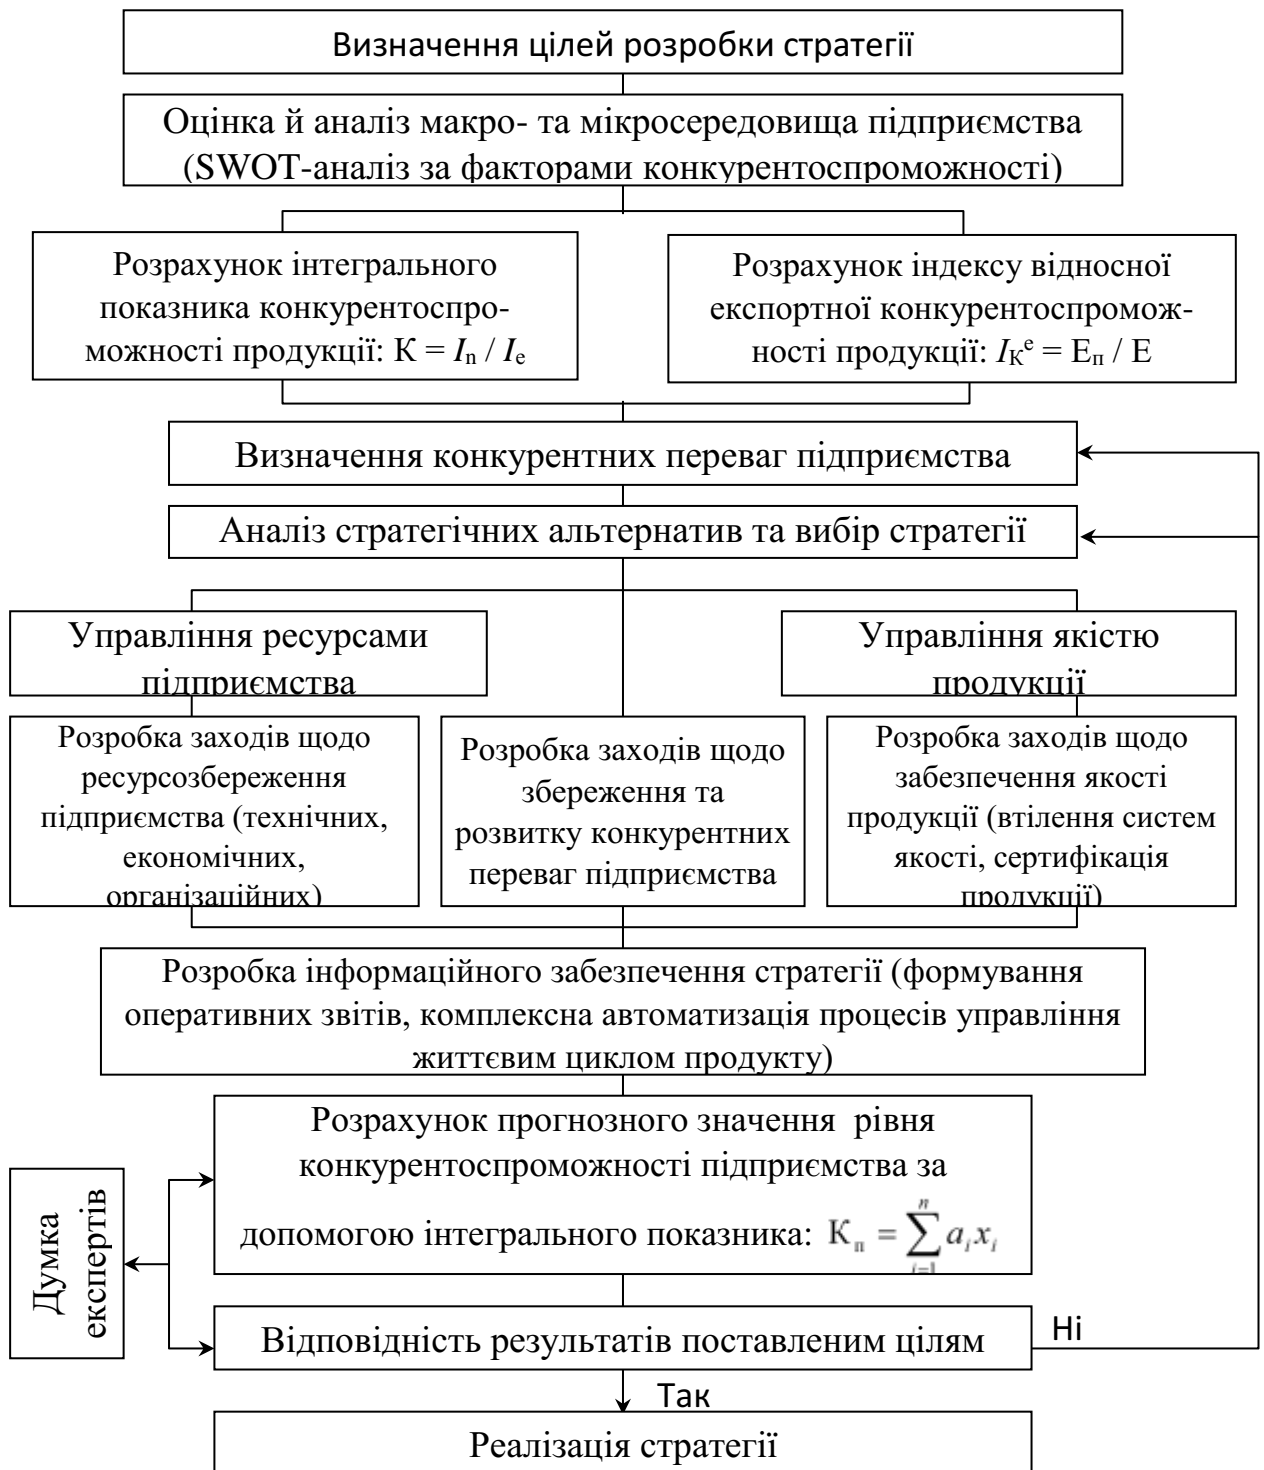 Визначення цілей розробки стратегії
Оцінка й аналіз макро- та мікросередовища підприємства
(SWOT-аналіз за факторами конкурентоспроможності)
Розрахунок інтегрального
показника конкурентоспро-
можності продукції: К = In / Ie
Розрахунок індексу відносної
експортної конкурентоспромож-
ності продукції: IКе = Еп / Е
Визначення конкурентних переваг підприємства
Аналіз стратегічних альтернатив та вибір стратегії
Управління ресурсами
підприємства
Управління якістю
продукції
Розробка заходів щодо
ресурсозбереження
підприємства (технічних,
економічних,
організаційних)
Розробка заходів щодо
збереження та
розвитку конкурентних
переваг підприємства
Розробка заходів щодо
забезпечення якості
продукції (втілення систем
якості, сертифікація
продукції)
Розробка інформаційного забезпечення стратегії (формування
оперативних звітів, комплексна автоматизація процесів управління
життєвим циклом продукту)
Розрахунок прогнозного значення  рівня
конкурентоспроможності підприємства за
допомогою інтегрального показника: Кп = ∑ni=1 aixi
Думка
експертів
Відповідність результатів поставленим цілям
Ні
Так
Реалізація стратегії